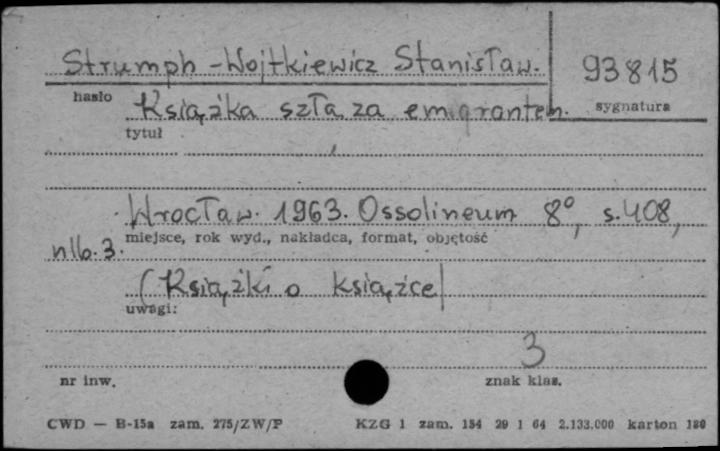 Strumph-Wojtkiewicz Stanisław. 93815
hasło sygnatura
Książka szła za emigrantem.
tytuł
Wrocław. 1963. Ossolineum 8°, s. 408,
miejsce, rok wyd., nakładca, format, objętość
nlb. 3.
(Książki o książce)
uwagi:
3
nr inw. znak klas.
CWD — B-15a zam. 275/ZW/P KZG 1 zam. 154 29 1 64 2.133.000 karton 180